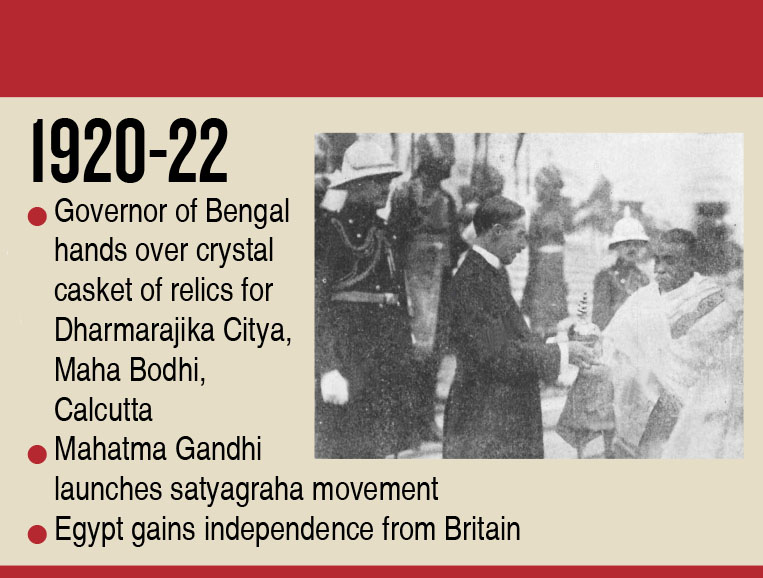 1920-22
Governor of Bengal
hands over crystal
casket of relics for
Dharmarajika Citya,
Maha Bodhi,
Calcutta
Mahatma Gandhi
launches satyagraha movement
Egypt gains independence from Britain